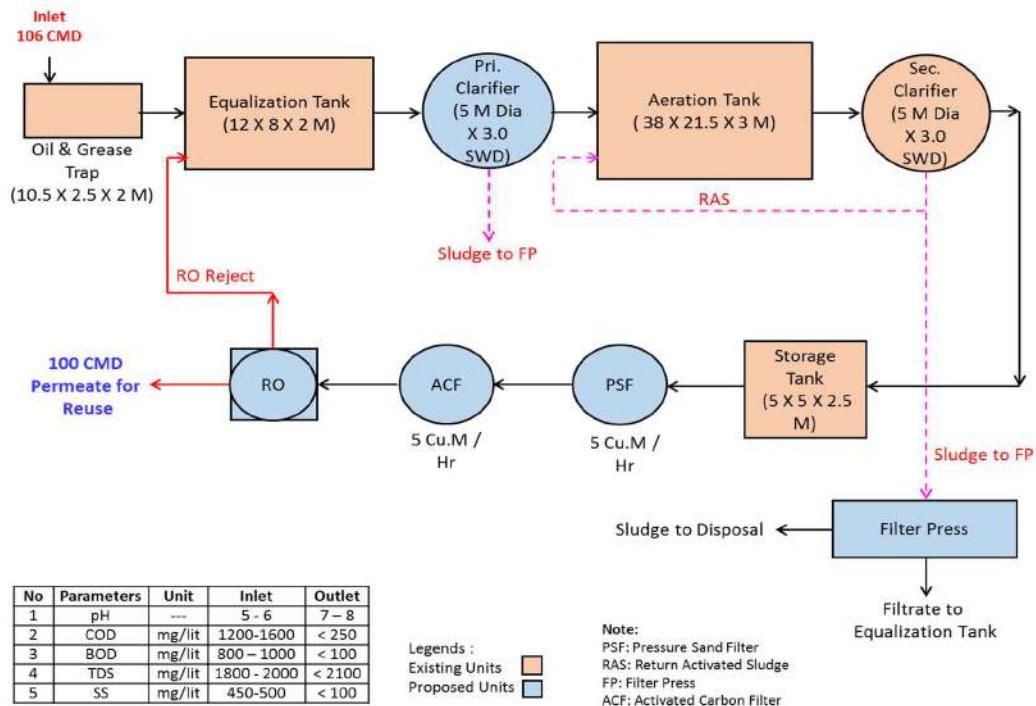 Inlet
106 CMD
Oil & Grease
Trap
(10.5 X 2.5 X 2 M)
Equalization Tank
(12 X 8 X 2 M)
Pri.
Clarifier
(5 M Dia
X 3.0
SWD)
Aeration Tank
( 38 X 21.5 X 3 M)
Sec.
Clarifier
(5 M Dia
X 3.0
SWD)
RAS
Sludge to FP
RO Reject
100 CMD
Permeate for
Reuse
RO
ACF
5 Cu.M /
Hr
PSF
5 Cu.M /
Hr
Storage
Tank
(5 X 5 X 2.5
M)
Sludge to FP
Sludge to Disposal
Filter Press
Filtrate to
Equalization Tank
No Parameters Unit Inlet Outlet
1 pH --- 5 - 6 7 – 8
2 COD mg/lit 1200-1600 < 250
3 BOD mg/lit 800 – 1000 < 100
4 TDS mg/lit 1800 - 2000 < 2100
5 SS mg/lit 450-500 < 100
Legends :
Existing Units
Proposed Units
Note:
PSF: Pressure Sand Filter
RAS: Return Activated Sludge
FP: Filter Press
ACF: Activated Carbon Filter